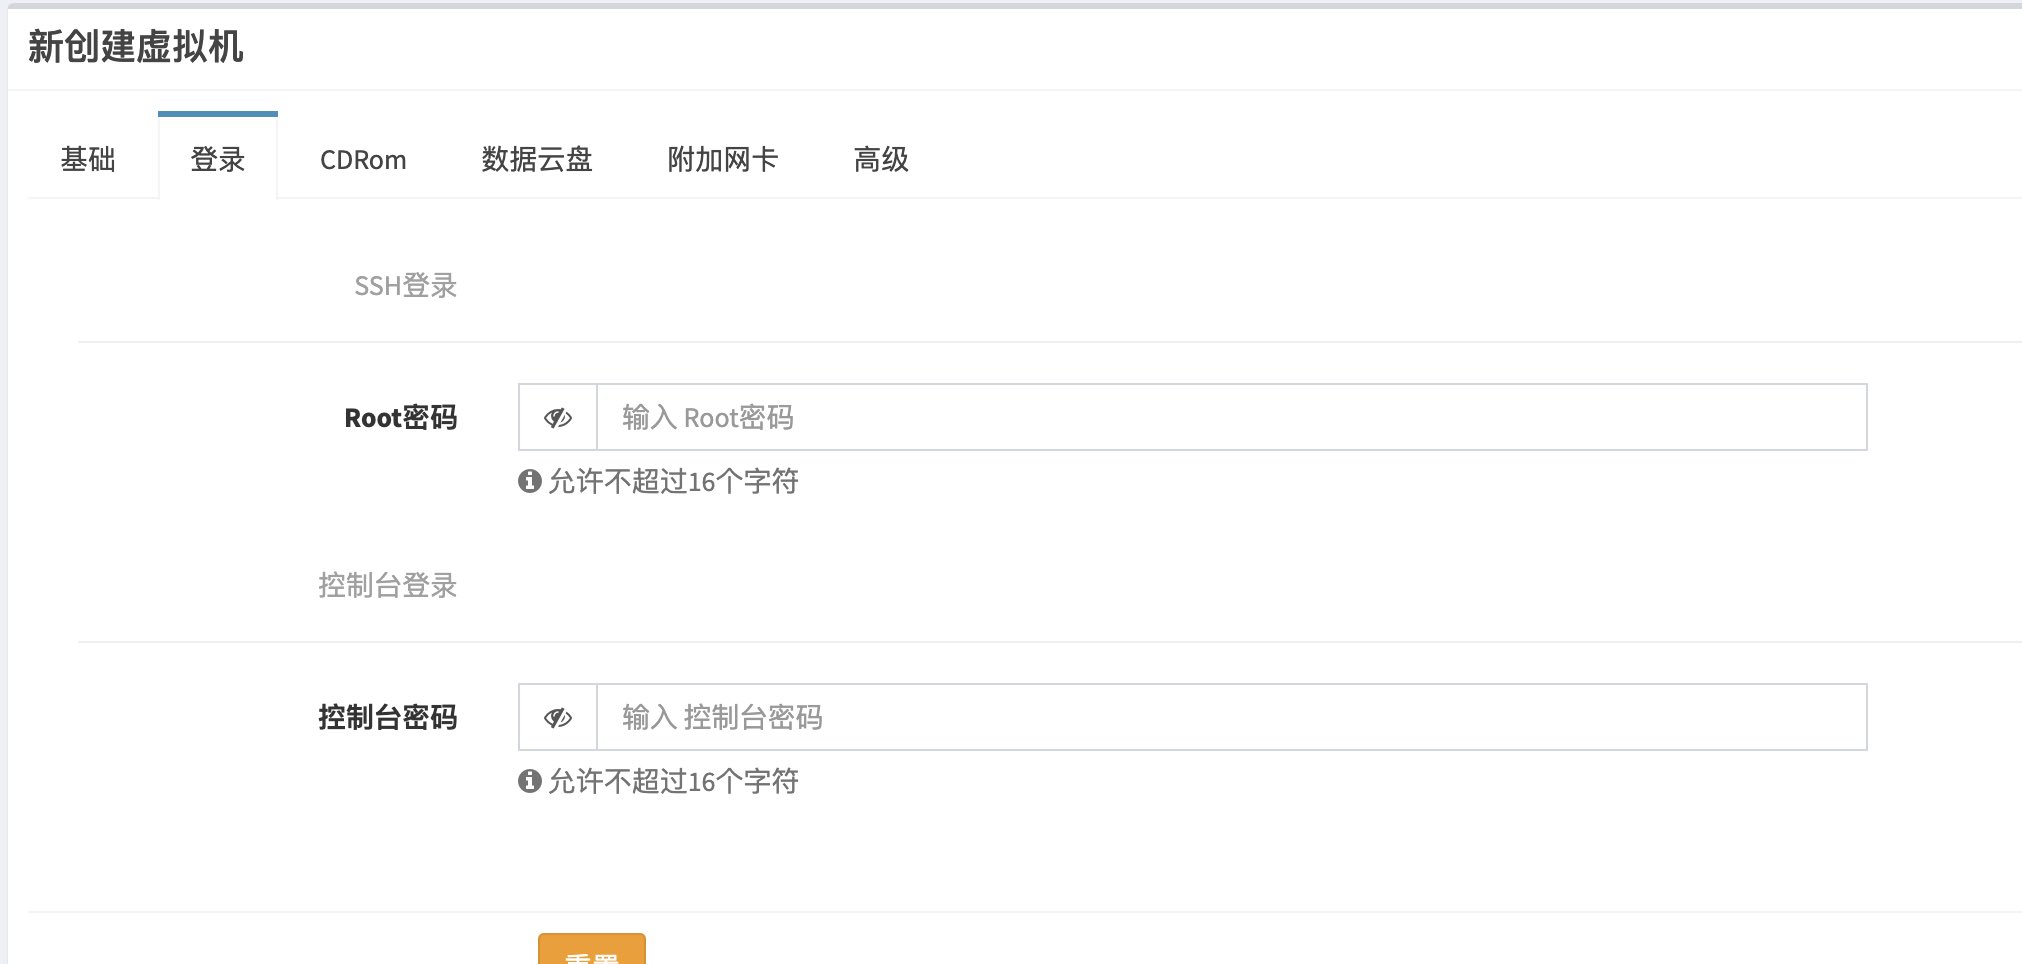 新创建虚拟机
基础 登录 CDRom 数据云盘 附加网卡 高级
SSH登录
Root密码 输入 Root密码
允许不超过16个字符
控制台登录
控制台密码 输入 控制台密码
允许不超过16个字符
重置